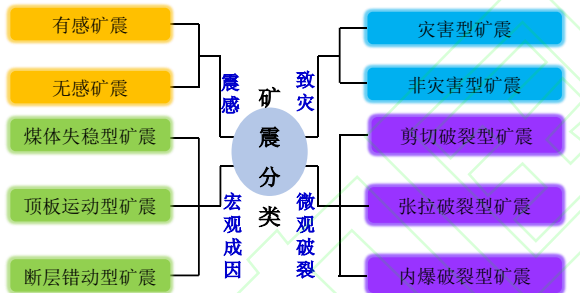 有感矿震
无感矿震
煤体失稳型矿震
顶板运动型矿震
断层错动型矿震
震感
宏观成因
矿震分类
致灾
微观破裂
灾害型矿震
非灾害型矿震
剪切破裂型矿震
张拉破裂型矿震
内爆破裂型矿震